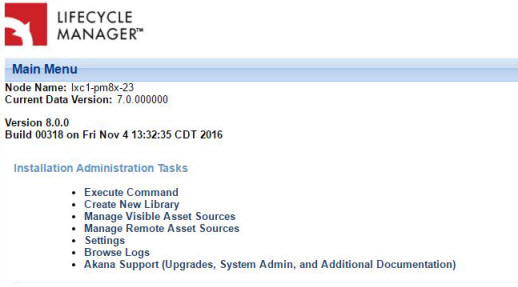 LIFECYCLE
MANAGER™
Main Menu
Node Name: lxc1-pm8x-23
Current Data Version: 7.0.000000
Version 8.0.0
Build 00318 on Fri Nov 4 13:32:35 CDT 2016
Installation Administration Tasks
• Execute Command
• Create New Library
• Manage Visible Asset Sources
• Manage Remote Asset Sources
• Settings
• Browse Logs
• Akana Support (Upgrades, System Admin, and Additional Documentation)